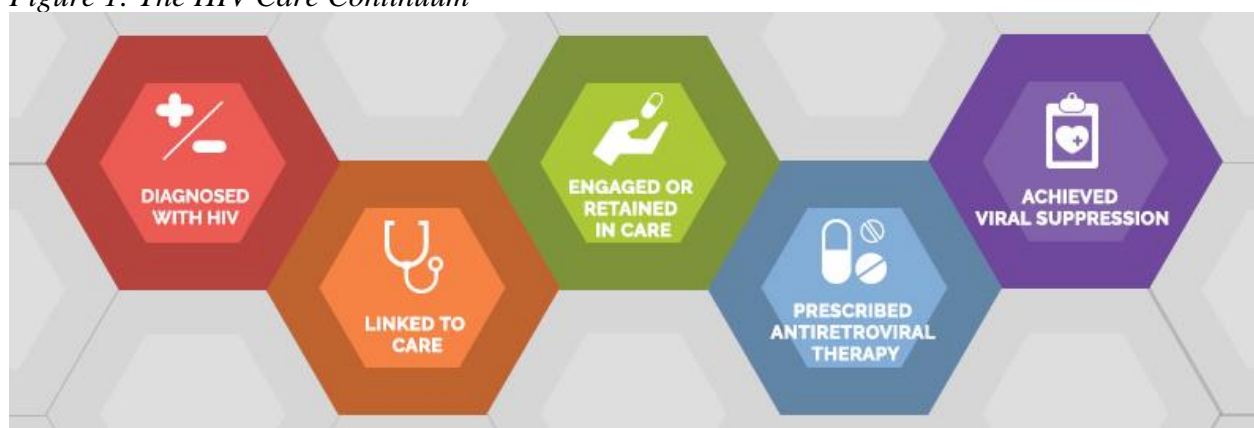 Figure 1: The HIV Care Continuum
DIAGNOSED
WITH HIV
LINKED TO
CARE
ENGAGED OR
RETAINED
IN CARE
PRESCRIBED
ANTIRETROVIRAL
THERAPY
ACHIEVED
VIRAL SUPPRESSION